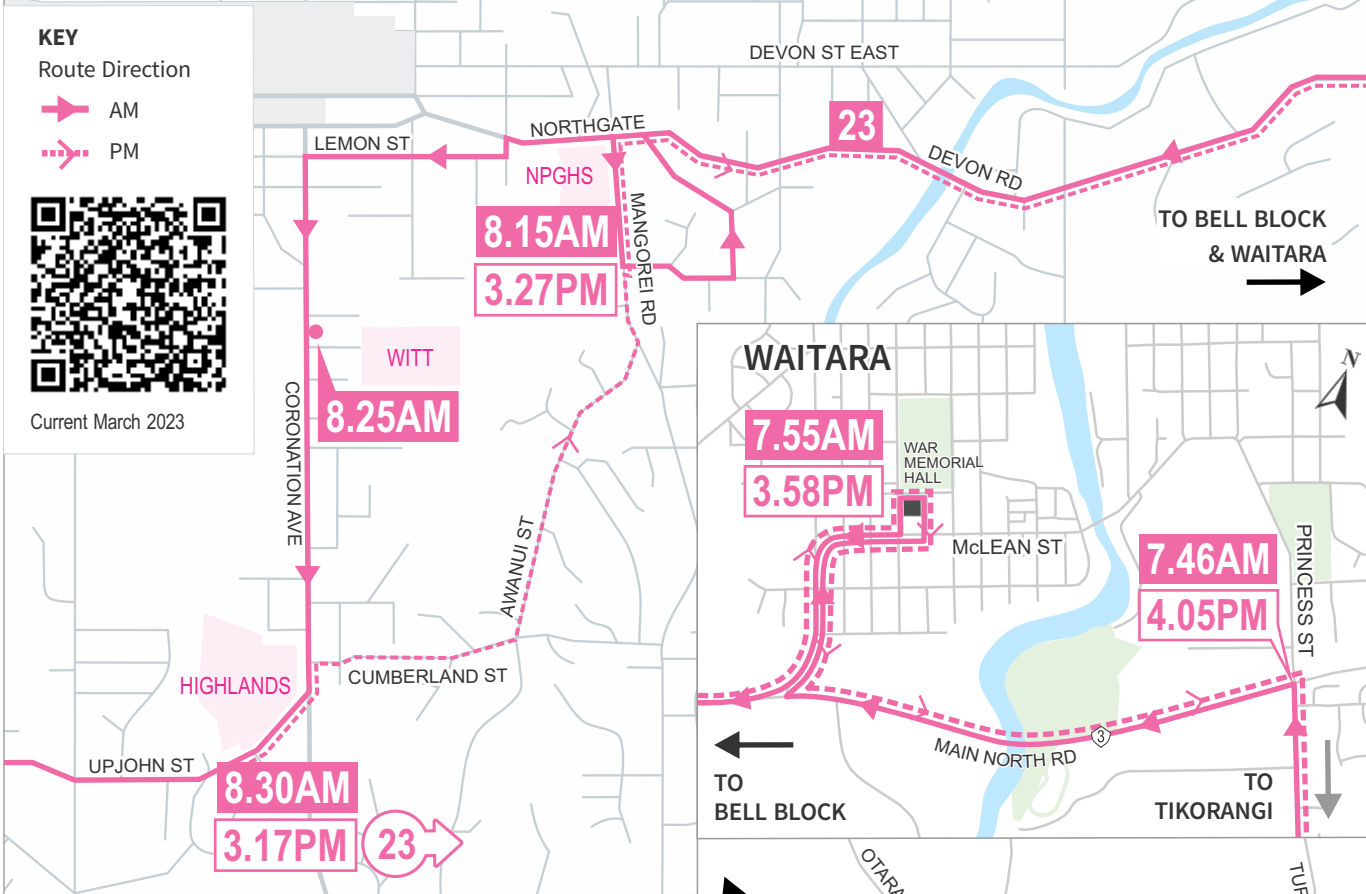 KEY
Route Direction
AM
PM
Current March 2023
DEVON ST EAST
NORTHGATE
LEMON ST
23
DEVON RD
NPGHS
MANGOREI RD
8.15AM
3.27PM
TO BELL BLOCK
& WAITARA
WITT
8.25AM
CORONATION AVE
AWANUI ST
CUMBERLAND ST
HIGHLANDS
UPJOHN ST
8.30AM
3.17PM
23
WAITARA
N
7.55AM
3.58PM
WAR
MEMORIAL
HALL
McLEAN ST
7.46AM
4.05PM
PRINCESS ST
3
MAIN NORTH RD
TO
BELL BLOCK
TO
TIKORANGI